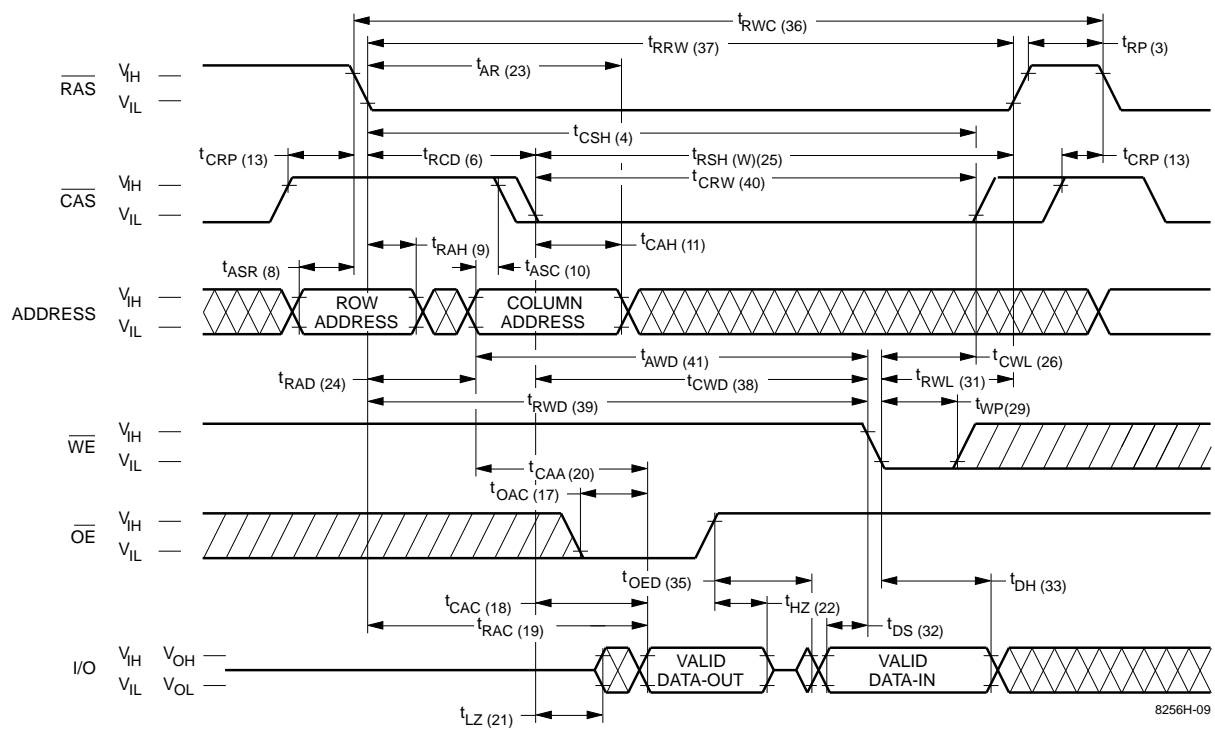 tRWC (36)
tRRW (37)
tRP (3)
tAR (23)
RAS
VIH
VIL
tCSH (4)
tCRP (13)
tRCD (6)
tRSH (W)(25)
tCRP (13)
tCRW (40)
CAS
VIH
VIL
tRAH (9)
tCAH (11)
tASR (8)
tASC (10)
ADDRESS
VIH
VIL
ROW
ADDRESS
COLUMN
ADDRESS
tAWD (41)
tCWL (26)
tRAD (24)
tCWD (38)
tRWL (31)
tRWD (39)
tWP(29)
WE
VIH
VIL
tCAA (20)
tOAC (17)
OE
VIH
VIL
tOED (35)
tDH (33)
tCAC (18)
tHZ (22)
tRAC (19)
tDS (32)
I/O
VIH VOH
VIL VOL
VALID
DATA-OUT
VALID
DATA-IN
tLZ (21)
8256H-09